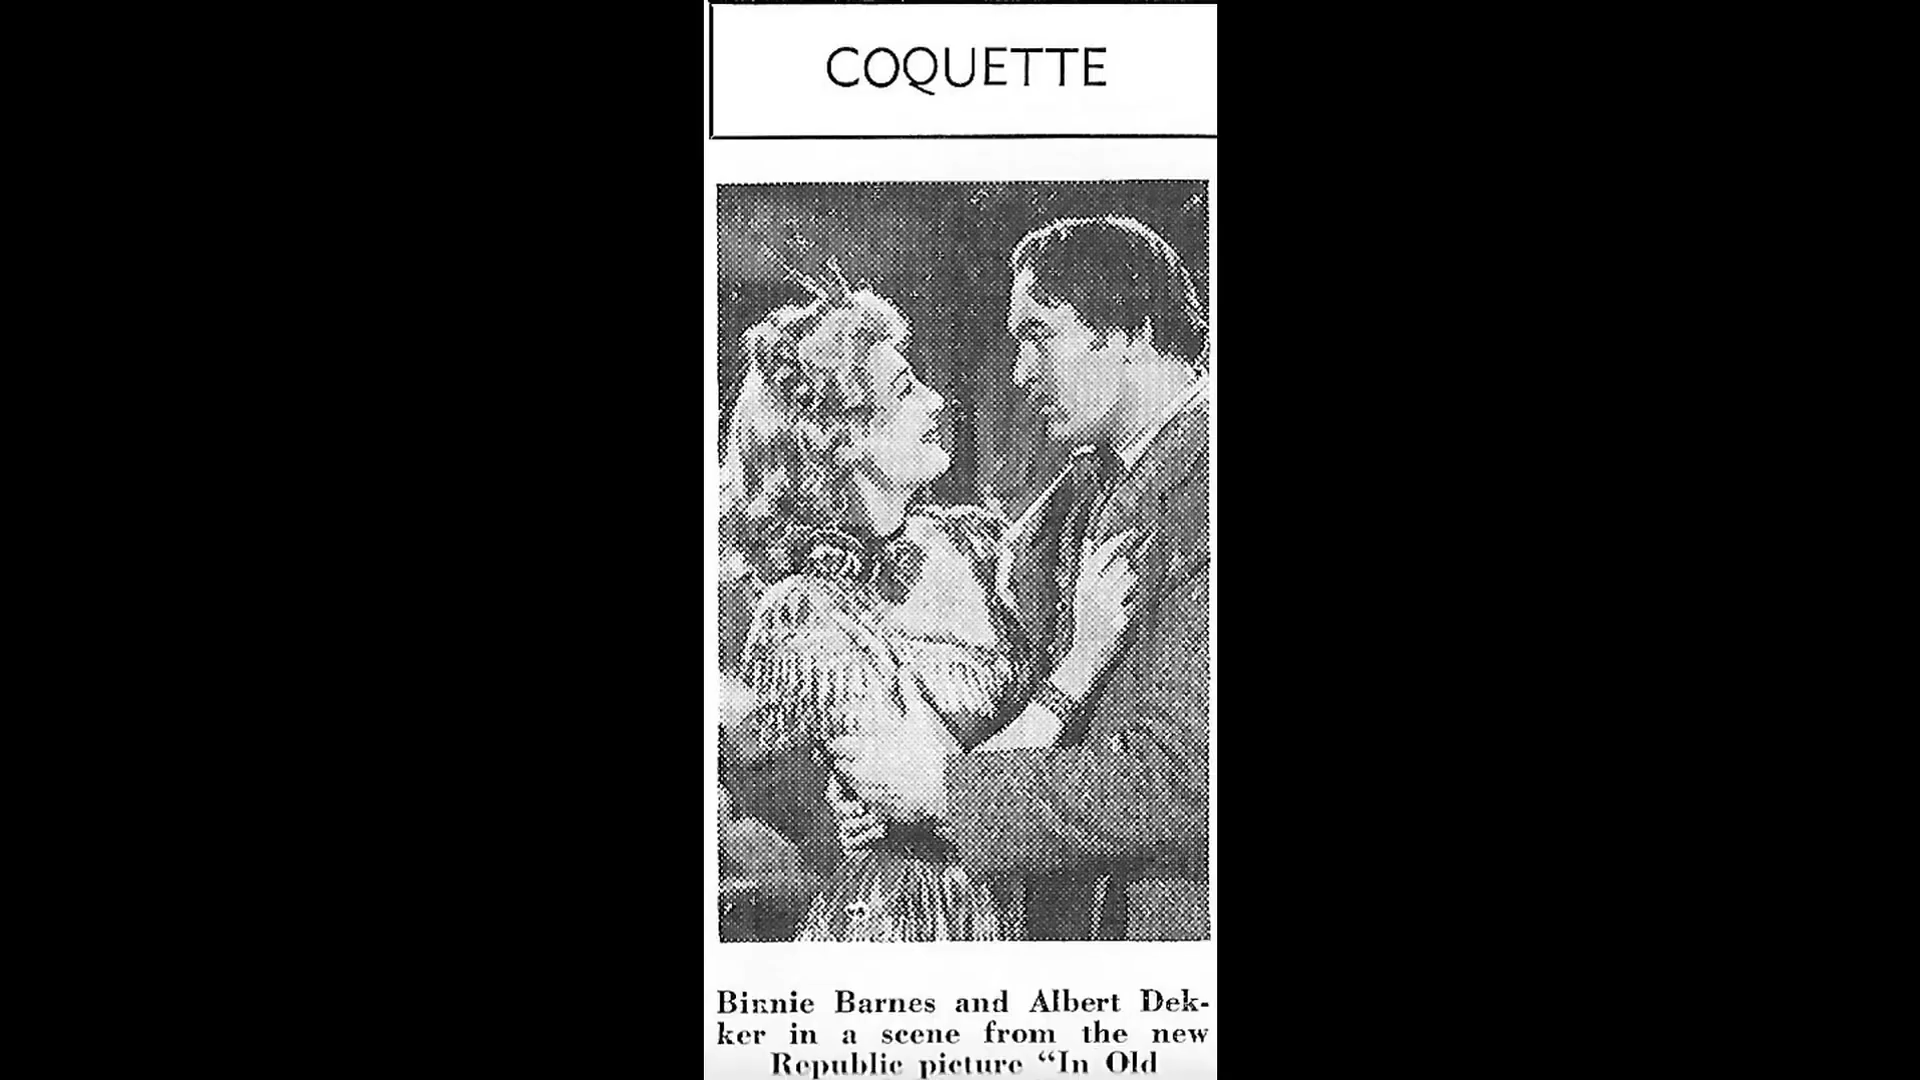 COQUETTE
Binnie Barnes and Albert Dek-
ker in a scene from the new
Republic picture “In Old